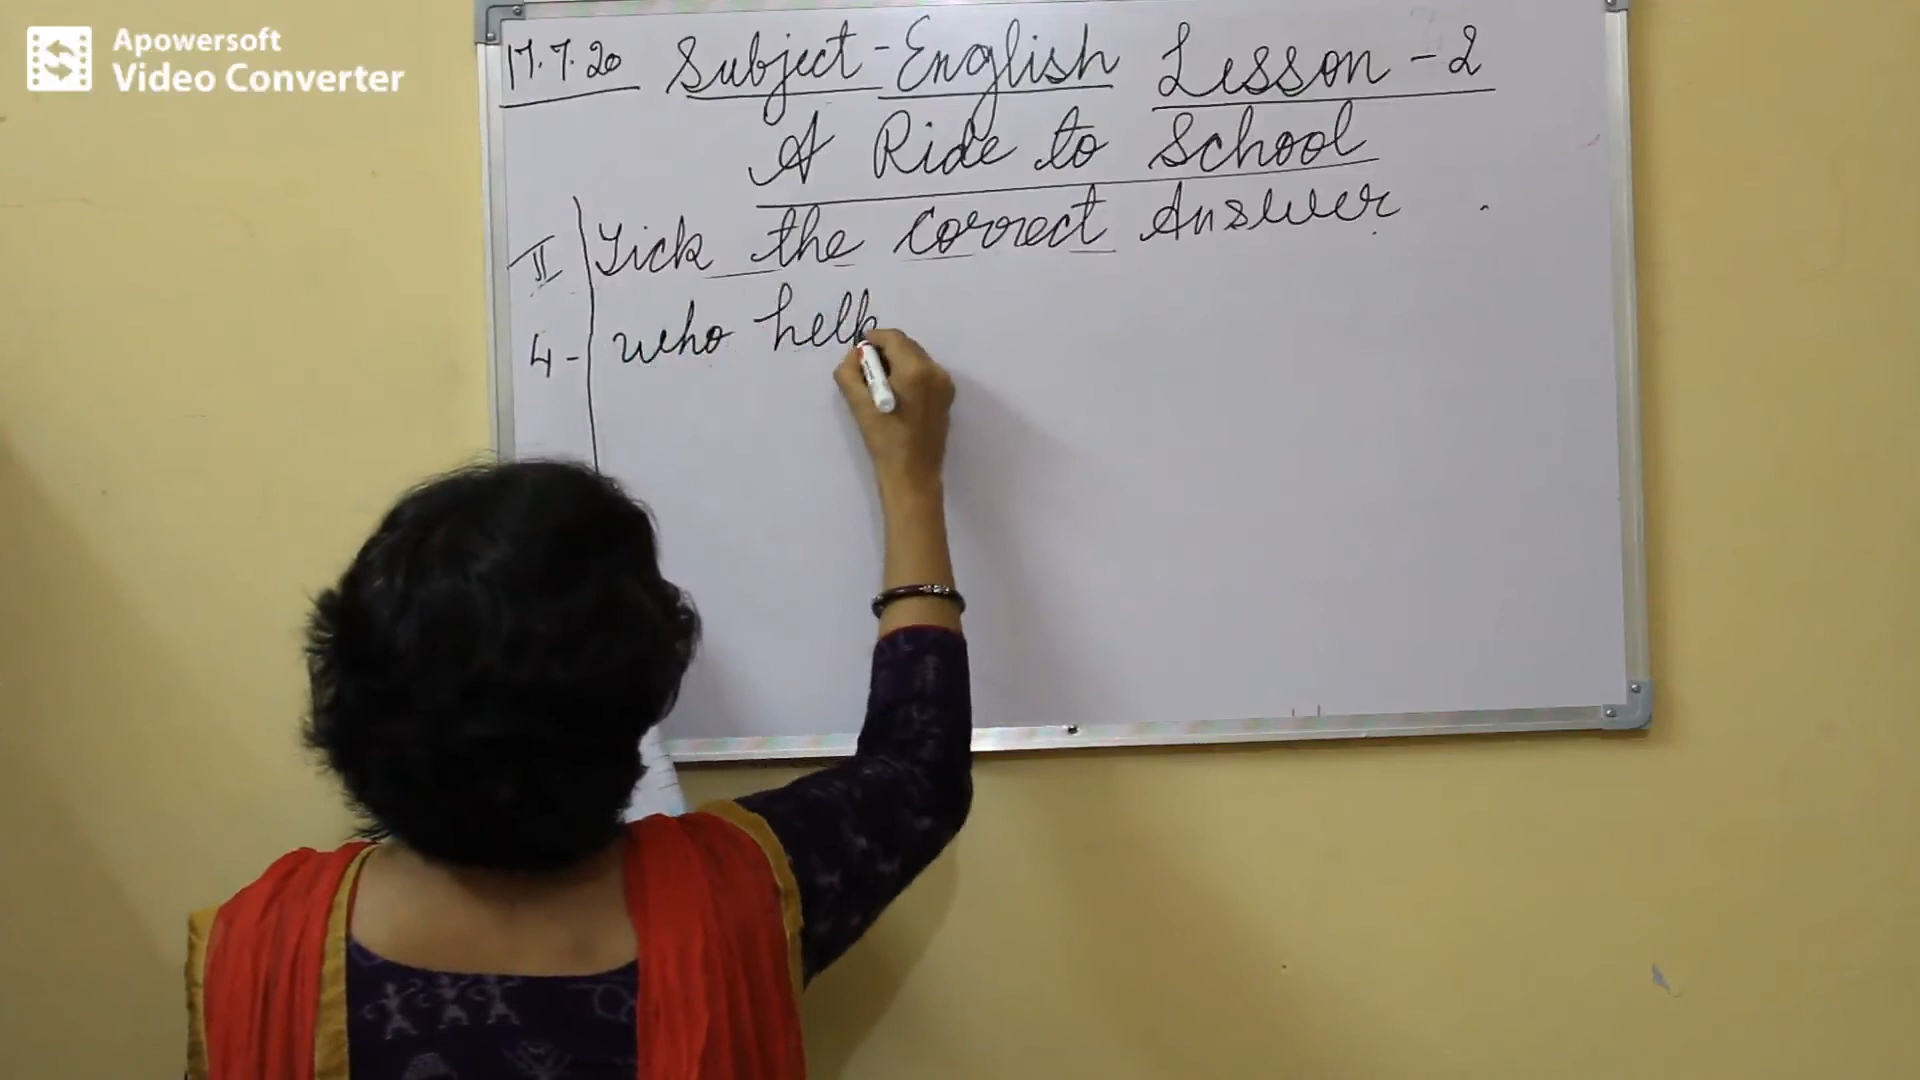 Apowersoft
Video Converter
17.7.20 Subject - English Lesson - 2
A Ride to School
II Tick the correct Answer
4 - who help